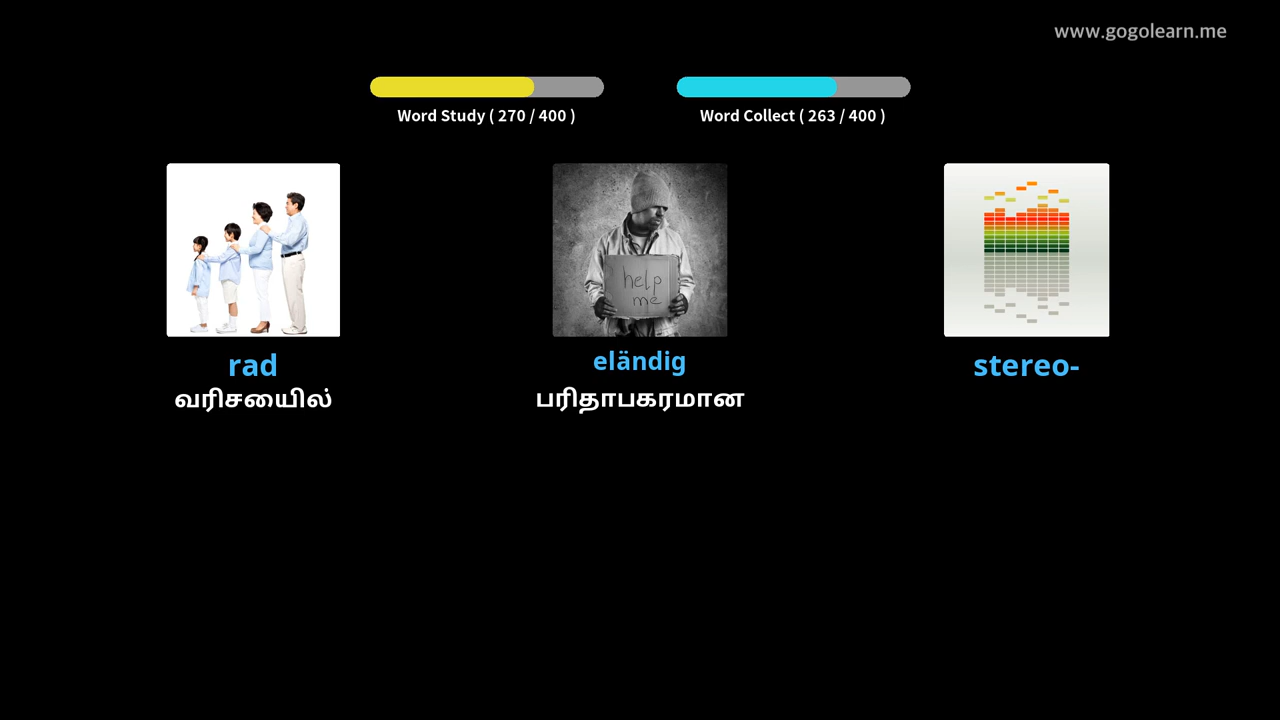 www.gogolearn.me
Word Study ( 270 / 400 )
Word Collect ( 263 / 400 )
help
me
rad
eländig
stereo-
வரிசையில்
பரிதாபகரமான